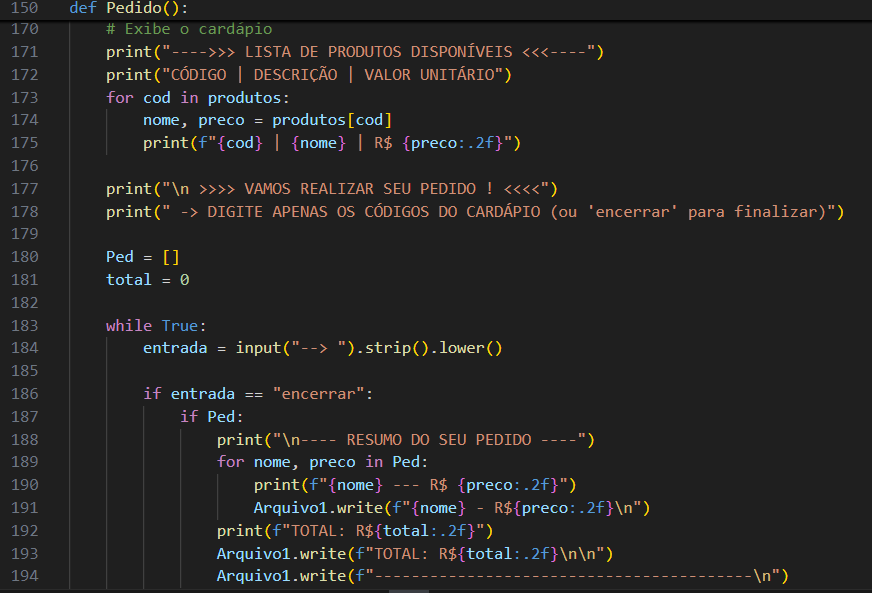 150 def Pedido():
170 # Exibe o cardápio
171 print("---->>> LISTA DE PRODUTOS DISPONÍVEIS <<<----")
172 print("CÓDIGO | DESCRIÇÃO | VALOR UNITÁRIO")
173 for cod in produtos:
174 nome, preco = produtos[cod]
175 print(f"{cod} | {nome} | R$ {preco:.2f}")
176
177 print("\n >>>> VAMOS REALIZAR SEU PEDIDO ! <<<<")
178 print(" -> DIGITE APENAS OS CÓDIGOS DO CARDÁPIO (ou 'encerrar' para finalizar)")
179
180 Ped = []
181 total = 0
182
183 while True:
184 entrada = input("--> ").strip().lower()
185
186 if entrada == "encerrar":
187 if Ped:
188 print("\n---- RESUMO DO SEU PEDIDO ----")
189 for nome, preco in Ped:
190 print(f"{nome} --- R$ {preco:.2f}")
191 Arquivo1.write(f"{nome} - R${preco:.2f}\n")
192 print(f"TOTAL: R${total:.2f}")
193 Arquivo1.write(f"TOTAL: R${total:.2f}\n\n")
194 Arquivo1.write(f"-----------------------------------------\n")